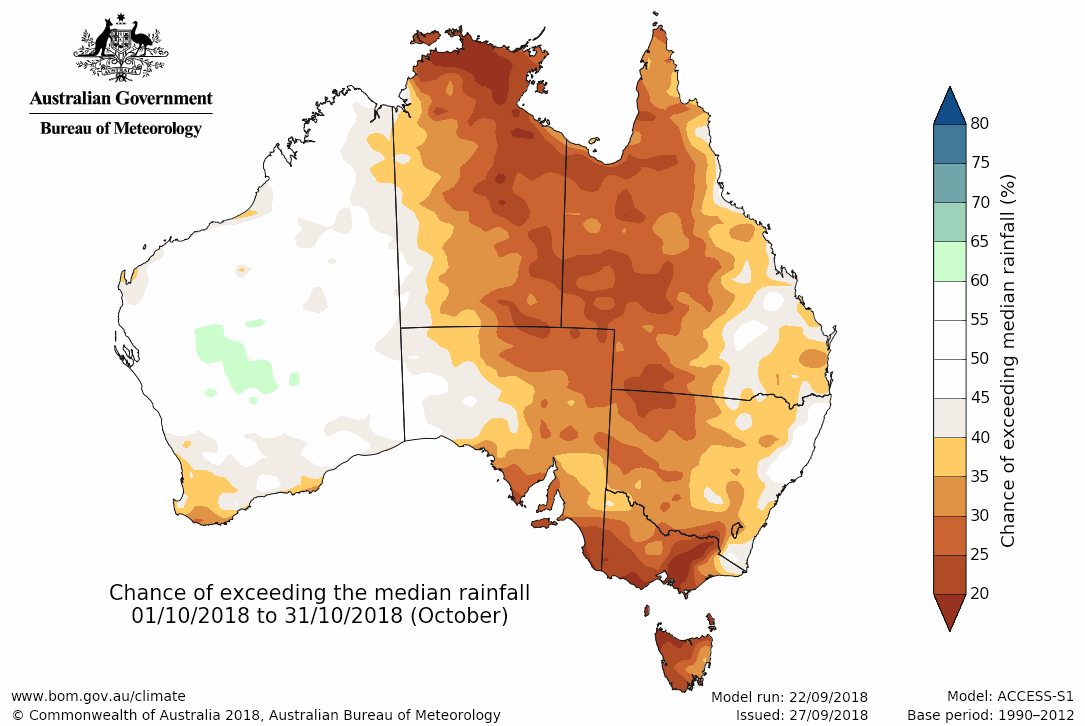 Australian Government
Bureau of Meteorology
80
75
70
65
60
55
50
45
40
35
30
25
20
Chance of exceeding median rainfall (%)
Chance of exceeding the median rainfall
01/10/2018 to 31/10/2018 (October)
www.bom.gov.au/climate
© Commonwealth of Australia 2018, Australian Bureau of Meteorology
Model run: 22/09/2018
Issued: 27/09/2018
Model: ACCESS-S1
Base period: 1990–2012